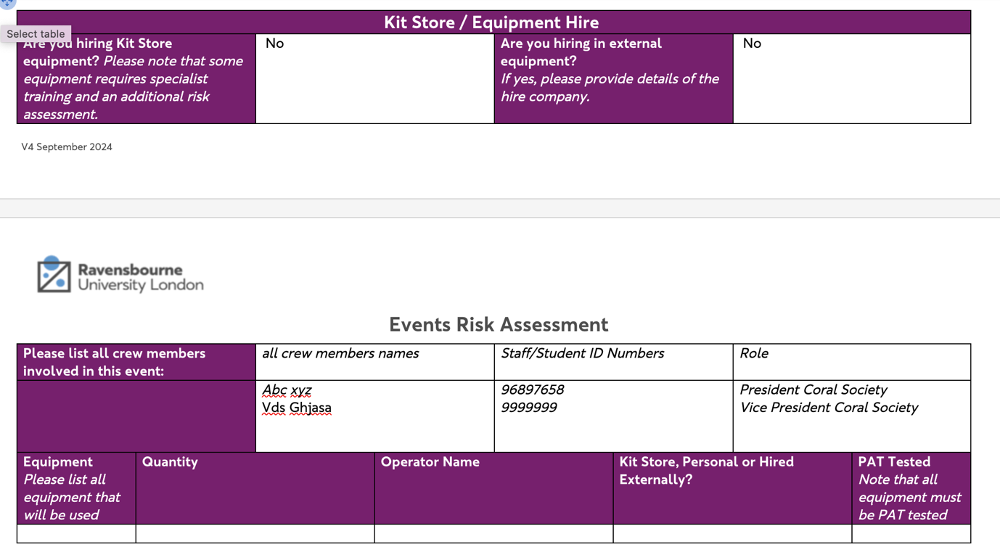 Kit Store / Equipment Hire
Select table
Are you hiring Kit Store
equipment? Please note that some
equipment requires specialist
training and an additional risk
assessment.
No
Are you hiring in external
equipment?
If yes, please provide details of the
hire company.
No
V4 September 2024
Ravensbourne
University London
Events Risk Assessment
Please list all crew members
involved in this event:
all crew members names
Staff/Student ID Numbers
Role
Abc xyz
Vds Ghjasa
96897658
9999999
President Coral Society
Vice President Coral Society
Equipment
Please list all
equipment that
will be used
Quantity
Operator Name
Kit Store, Personal or Hired
Externally?
PAT Tested
Note that all
equipment must
be PAT tested